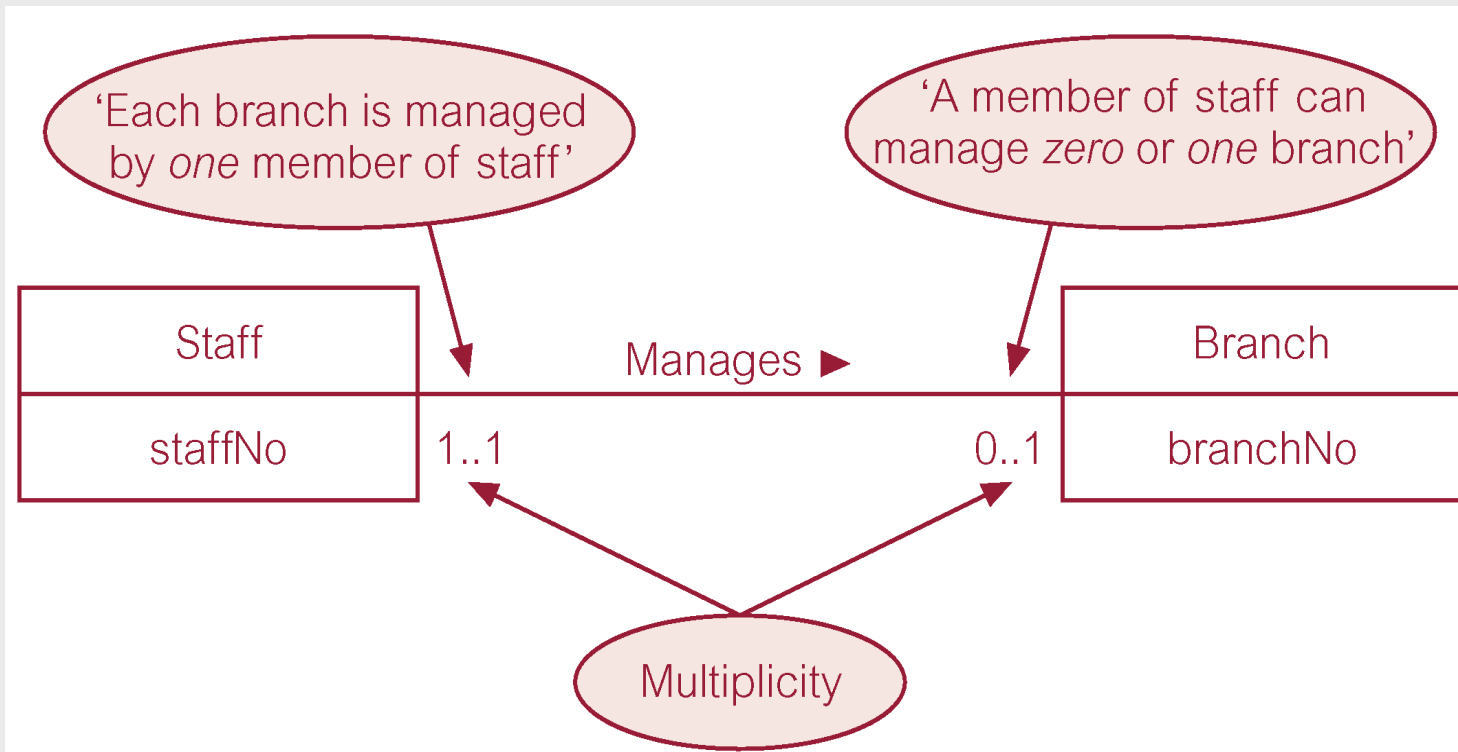 ‘Each branch is managed
by one member of staff’
‘A member of staff can
manage zero or one branch’
Staff
Manages ►
Branch
staffNo
1..1
0..1
branchNo
Multiplicity